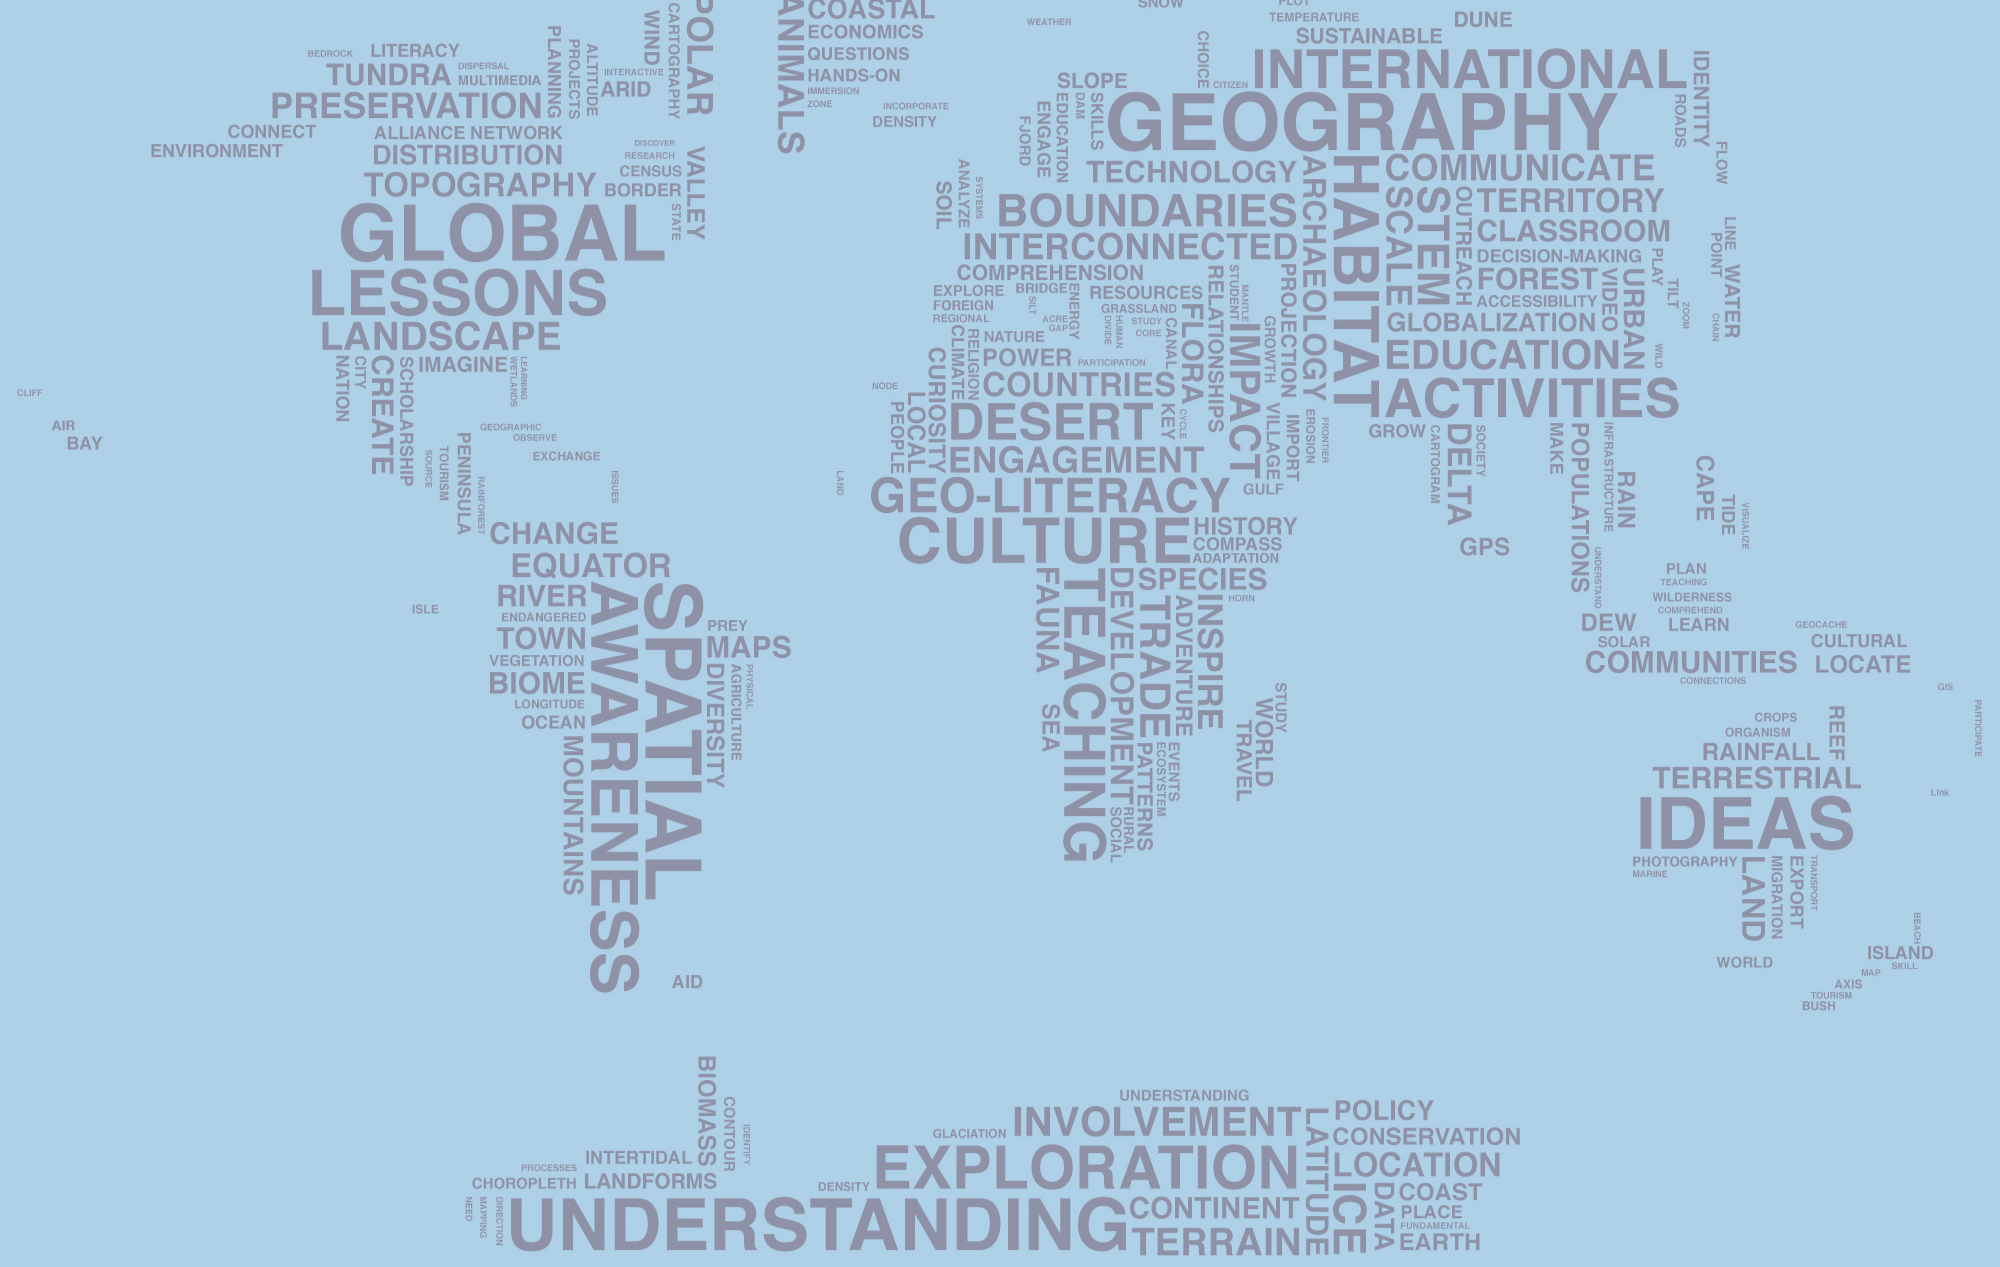 POLAR
WIND
CARTOGRAPHY
BEDROCK
LITERACY
TUNDRA
DISPERSAL
MULTIMEDIA
PLANNING
PROJECTS
ALTITUDE
INTERACTIVE
ARID
PRESERVATION
CONNECT
ALLIANCE NETWORK
ENVIRONMENT
DISTRIBUTION
DISCOVER
RESEARCH
CENSUS
VALLEY
TOPOGRAPHY
BORDER
STATE
GLOBAL
LESSONS
LANDSCAPE
NATION
CITY
CREATE
SCHOLARSHIP
IMAGINE
WETLANDS
LEARNING
CLIFF
AIR
BAY
SOURCE
TOURISM
PENINSULA
RAINFOREST
GEOGRAPHIC
OBSERVE
EXCHANGE
ISSUES
CHANGE
EQUATOR
RIVER
ENDANGERED
ISLE
TOWN
VEGETATION
BIOME
LONGITUDE
OCEAN
MOUNTAINS
AWARENESS
SPATIAL
PREY
MAPS
DIVERSITY
AGRICULTURE
PHYSICAL
AID
ANIMALS
COASTAL
ECONOMICS
QUESTIONS
HANDS-ON
IMMERSION
ZONE
INCORPORATE
DENSITY
WEATHER
SNOW
PLOT
TEMPERATURE
DUNE
SUSTAINABLE
CHOICE
CITIZEN
INTERNATIONAL
IDENTITY
ROADS
FLOW
SLOPE
FJORD
ENGAGE
EDUCATION
DAM
SKILLS
GEOGRAPHY
TECHNOLOGY
ARCHAEOLOGY
HABITAT
COMMUNICATE
SCALE
STEM
OUTREACH
TERRITORY
CLASSROOM
DECISION-MAKING
FOREST
ACCESSIBILITY
VIDEO
URBAN
PLAY
TILT
ZOOM
WILD
LINE
POINT
WATER
CHAIN
GLOBALIZATION
EDUCATION
ACTIVITIES
SOIL
ANALYZE
SYSTEMS
BOUNDARIES
INTERCONNECTED
COMPREHENSION
EXPLORE
BRIDGE
FOREIGN
REGIONAL
SILT
ENERGY
ACRE
GAP
RESOURCES
GRASSLAND
DIVIDE
HUMAN
STUDY
CORE
CANAL
FLORA
RELATIONSHIPS
STUDENT
MANTLE
IMPACT
GROWTH
PROJECTION
CLIMATE
RELIGION
NATURE
POWER
PARTICIPATION
COUNTRIES
NODE
PEOPLE
LOCAL
CURIOSITY
DESERT
KEY
CYCLE
VILLAGE
IMPORT
EROSION
FRONTIER
ENGAGEMENT
LAND
GULF
GEO-LITERACY
CULTURE
HISTORY
COMPASS
ADAPTATION
FAUNA
TEACHING
DEVELOPMENT
SPECIES
HORN
TRADE
ADVENTURE
INSPIRE
SEA
PATTERNS
ECOSYSTEM
EVENTS
SOCIAL
RURAL
TRAVEL
WORLD
STUDY
GROW
CARTOGRAM
DELTA
SOCIETY
GPS
MAKE
POPULATIONS
INFRASTRUCTURE
RAIN
UNDERSTAND
CAPE
TIDE
VISUALIZE
PLAN
TEACHING
WILDERNESS
COMPREHEND
DEW
LEARN
SOLAR
COMMUNITIES
CONNECTIONS
GEOCACHE
CULTURAL
LOCATE
GIS
PARTICIPATE
CROPS
ORGANISM
REEF
RAINFALL
TERRESTRIAL
Link
IDEAS
PHOTOGRAPHY
MARINE
LAND
MIGRATION
EXPORT
TRANSPORT
WORLD
BEACH
ISLAND
SKILL
MAP
AXIS
TOURISM
BUSH
BIOMASS
CONTOUR
IDENTIFY
INTERTIDAL
PROCESSES
CHOROPLETH
LANDFORMS
NEED
MAPPING
DIRECTION
UNDERSTANDING
DENSITY
GLACIATION
UNDERSTANDING
INVOLVEMENT
EXPLORATION
CONTINENT
TERRAIN
LATITUDE
POLICY
CONSERVATION
LOCATION
ICE
DATA
COAST
PLACE
FUNDAMENTAL
EARTH